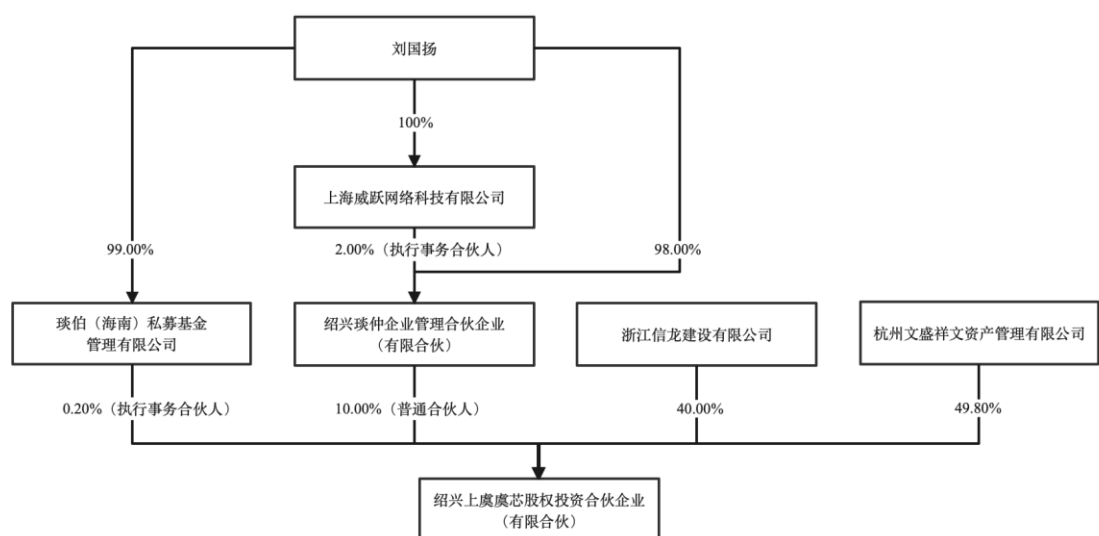 刘国扬
100%
上海威跃网络科技有限公司
99.00%
2.00%（执行事务合伙人）
98.00%
琰伯（海南）私募基金
管理有限公司
绍兴琰仲企业管理合伙企业
（有限合伙）
浙江信龙建设有限公司
杭州文盛祥文资产管理有限公司
0.20%（执行事务合伙人）
10.00%（普通合伙人）
40.00%
49.80%
绍兴上虞虞芯股权投资合伙企业
（有限合伙）